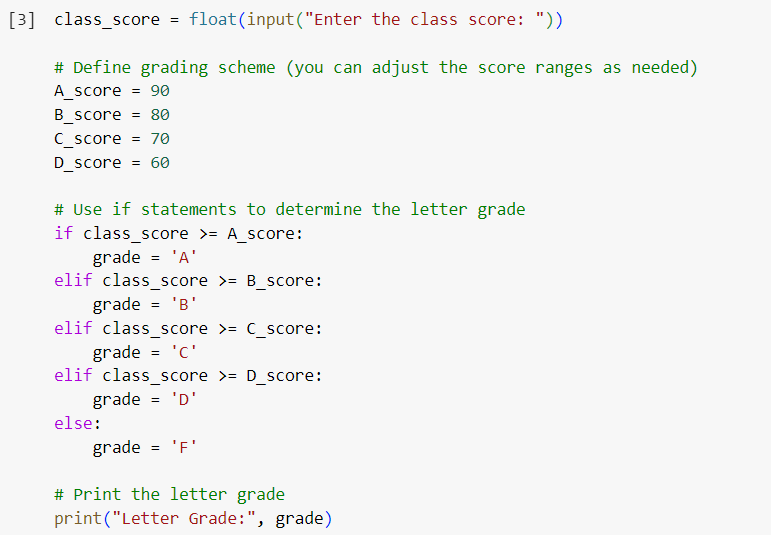 [3] class_score = float(input("Enter the class score: "))
# Define grading scheme (you can adjust the score ranges as needed)
A_score = 90
B_score = 80
C_score = 70
D_score = 60
# Use if statements to determine the letter grade
if class_score >= A_score:
    grade = 'A'
elif class_score >= B_score:
    grade = 'B'
elif class_score >= C_score:
    grade = 'C'
elif class_score >= D_score:
    grade = 'D'
else:
    grade = 'F'
# Print the letter grade
print("Letter Grade:", grade)